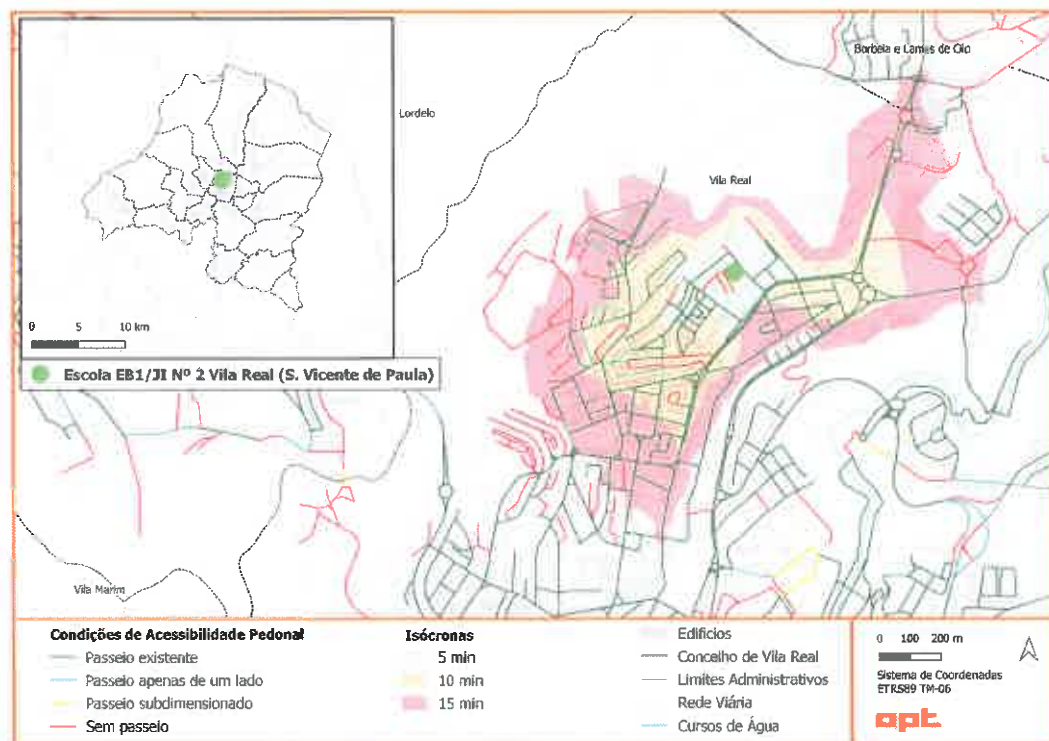 Borbela e Lamas de Olo
Lordelo
Vila Real
0 5 10 km
Escola EB1/JI Nº 2 Vila Real (S. Vicente de Paula)
Vila Marim
Condições de Acessibilidade Pedonal
Passeio existente
Passeio apenas de um lado
Passeio subdimensionado
Sem passeio
Isócronas
5 min
10 min
15 min
Edifícios
Concelho de Vila Real
Limites Administrativos
Rede Viária
Cursos de Água
0 100 200 m
Sistema de Coordenadas
ETRS89 TM-06
apt